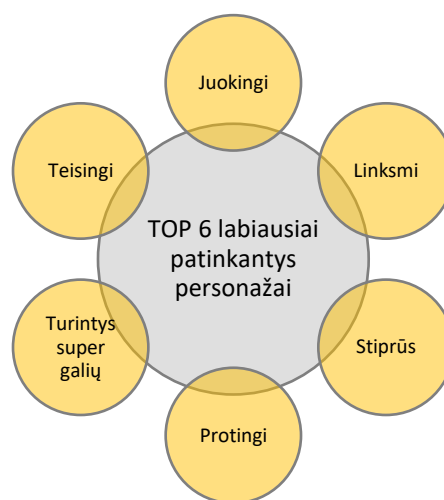 Juokingi
Linksmi
Stiprūs
Protingi
Turintys
super
galių
Teisingi
TOP 6 labiausiai
patinkantys
personažai